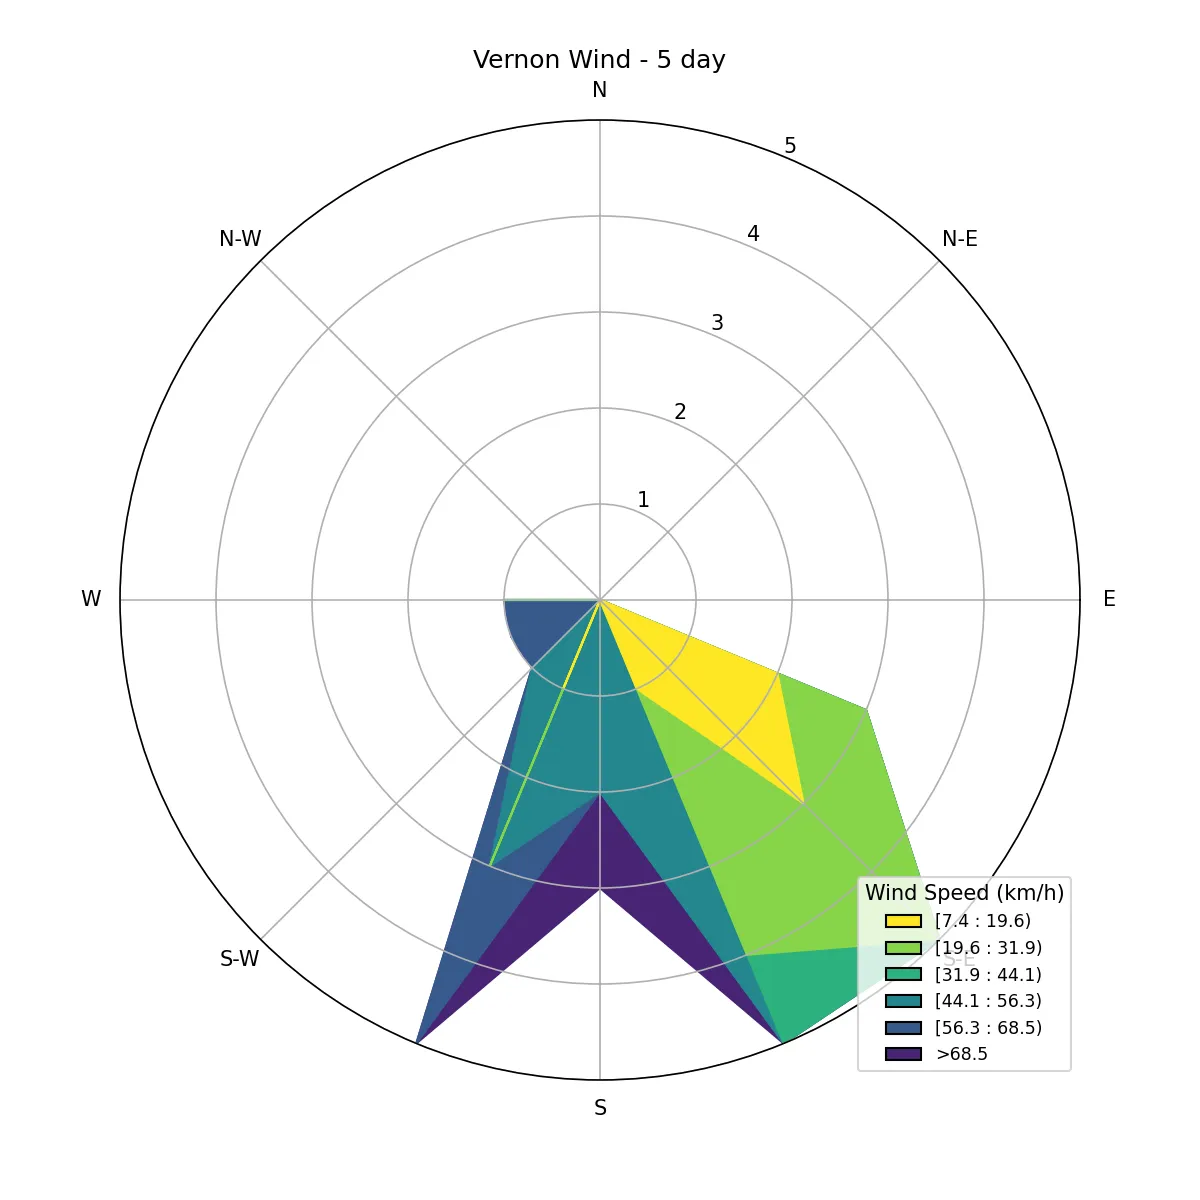 Vernon Wind - 5 day
N
5
N-W
N-E
4
3
2
1
W
E
Wind Speed (km/h)
[7.4 : 19.6)
[19.6 : 31.9)
S-W
S-E
[31.9 : 44.1)
[44.1 : 56.3)
[56.3 : 68.5)
>68.5
S